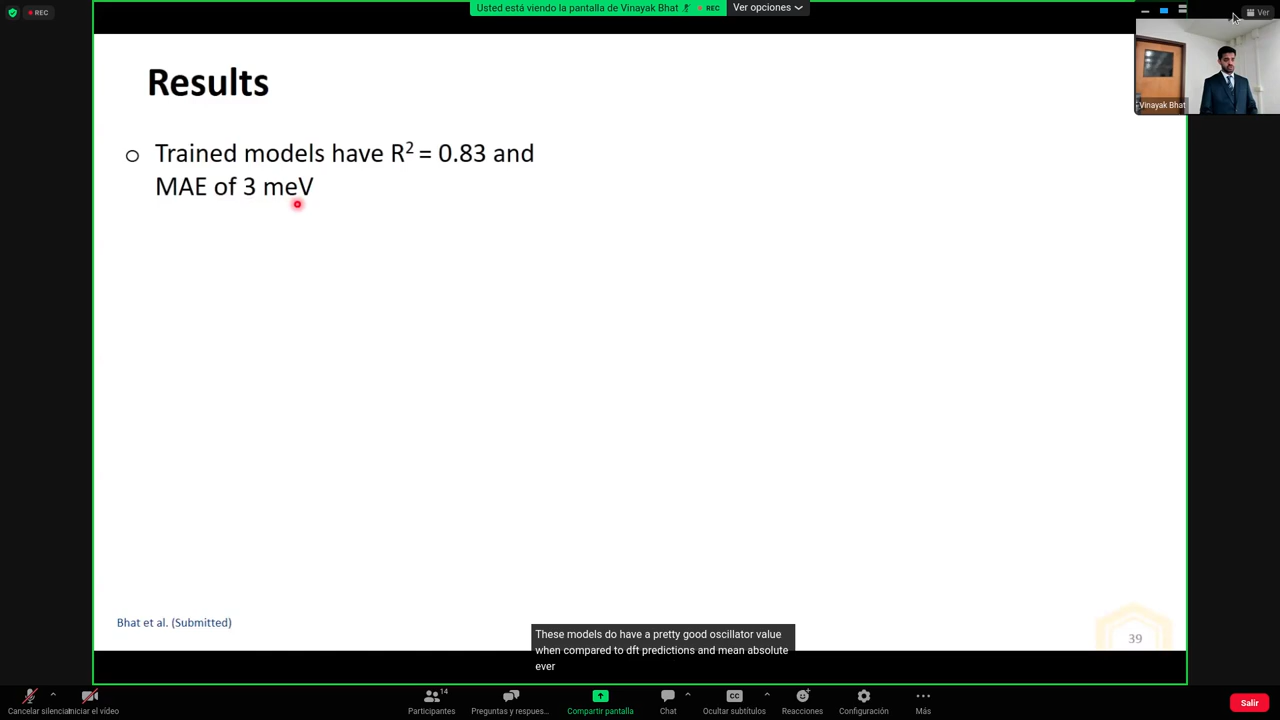 REC
Usted está viendo la pantalla de Vinayak Bhat
REC
Ver opciones
Ver
Vinayak Bhat
Results
o Trained models have R² = 0.83 and
MAE of 3 meV
Bhat et al. (Submitted)
39
These models do have a pretty good oscillator value
when compared to dft predictions and mean absolute
ever
14
Cancelar silenciar
Iniciar el vídeo
Participantes
Preguntas y respues...
Compartir pantalla
Chat
CC
Ocultar subtítulos
Reacciones
Configuración
Más
Salir